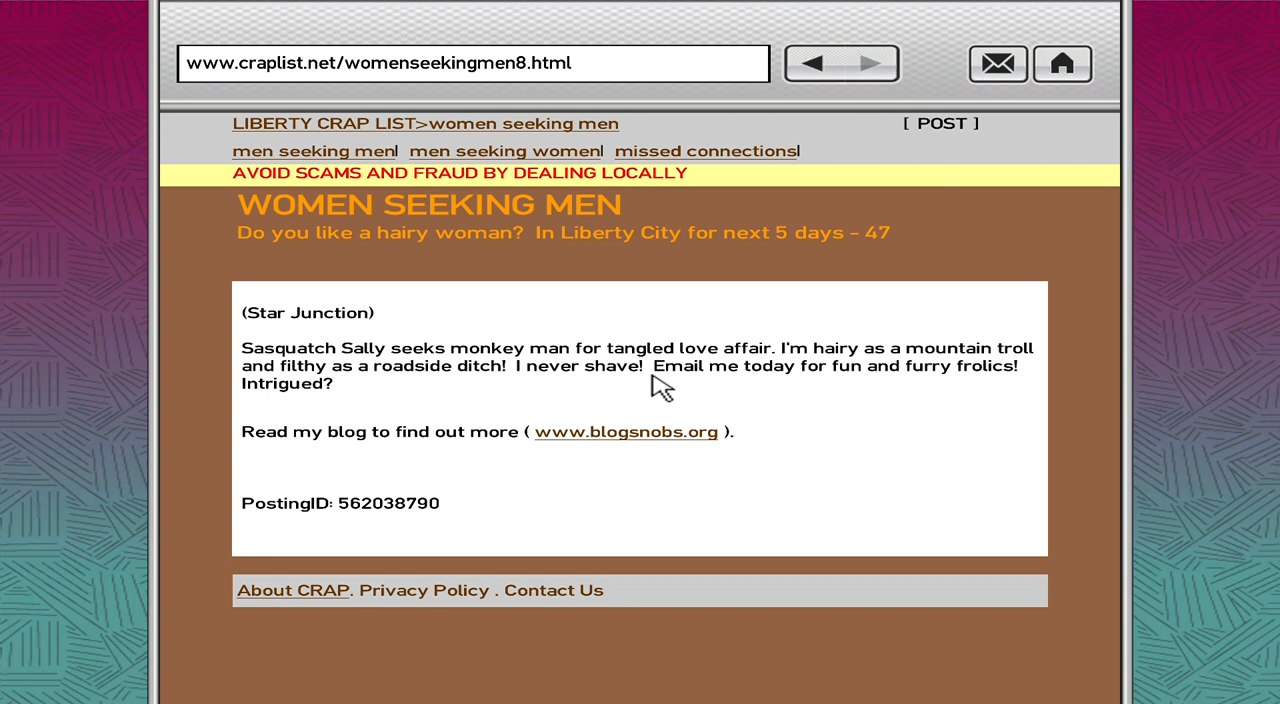 www.craplist.net/womenseekingmen8.html
LIBERTY CRAP LIST>women seeking men [ POST ]
men seeking men| men seeking women| missed connections|
AVOID SCAMS AND FRAUD BY DEALING LOCALLY
WOMEN SEEKING MEN
Do you like a hairy woman? In Liberty City for next 5 days - 47
(Star Junction)
Sasquatch Sally seeks monkey man for tangled love affair. I'm hairy as a mountain troll
and filthy as a roadside ditch! I never shave! Email me today for fun and furry frolics!
Intrigued?
Read my blog to find out more ( www.blogsnobs.org ).
PostingID: 562038790
About CRAP. Privacy Policy . Contact Us